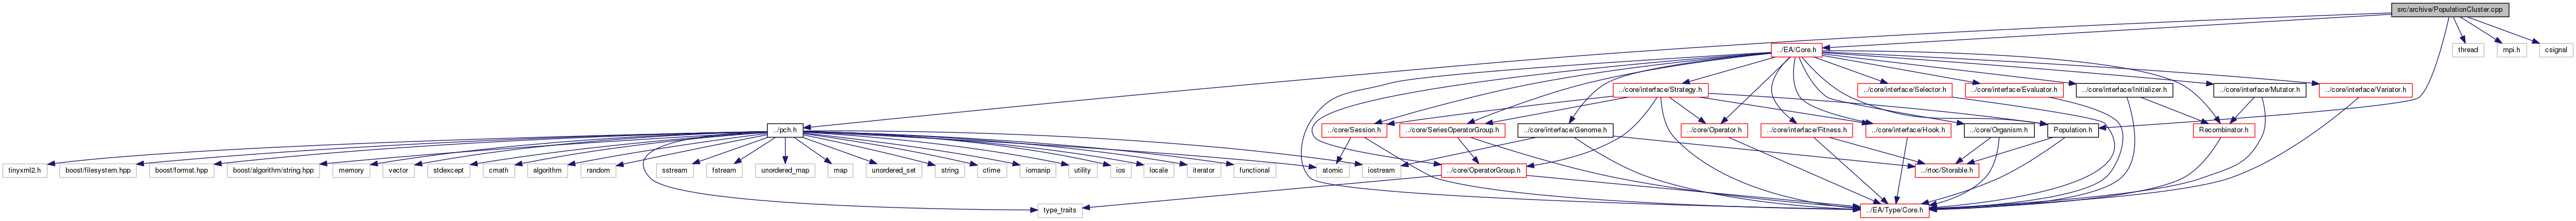 src/archive/PopulationCluster.cpp
../EA/Core.h
thread
mpi.h
csignal
../core/interface/Strategy.h
../core/interface/Selector.h
../core/interface/Evaluator.h
../core/interface/Initializer.h
../core/interface/Mutator.h
../core/interface/Variator.h
../pch.h
../core/Session.h
../core/SeriesOperatorGroup.h
../core/interface/Genome.h
../core/Operator.h
../core/interface/Fitness.h
../core/interface/Hook.h
../core/Organism.h
Population.h
Recombinator.h
tinyxml2.h
boost/filesystem.hpp
boost/format.hpp
boost/algorithm/string.hpp
memory
vector
stdexcept
cmath
algorithm
random
sstream
fstream
unordered_map
map
unordered_set
string
ctime
iomanip
utility
ios
locale
iterator
functional
atomic
iostream
../core/OperatorGroup.h
../rtoc/Storable.h
type_traits
../EA/Type/Core.h